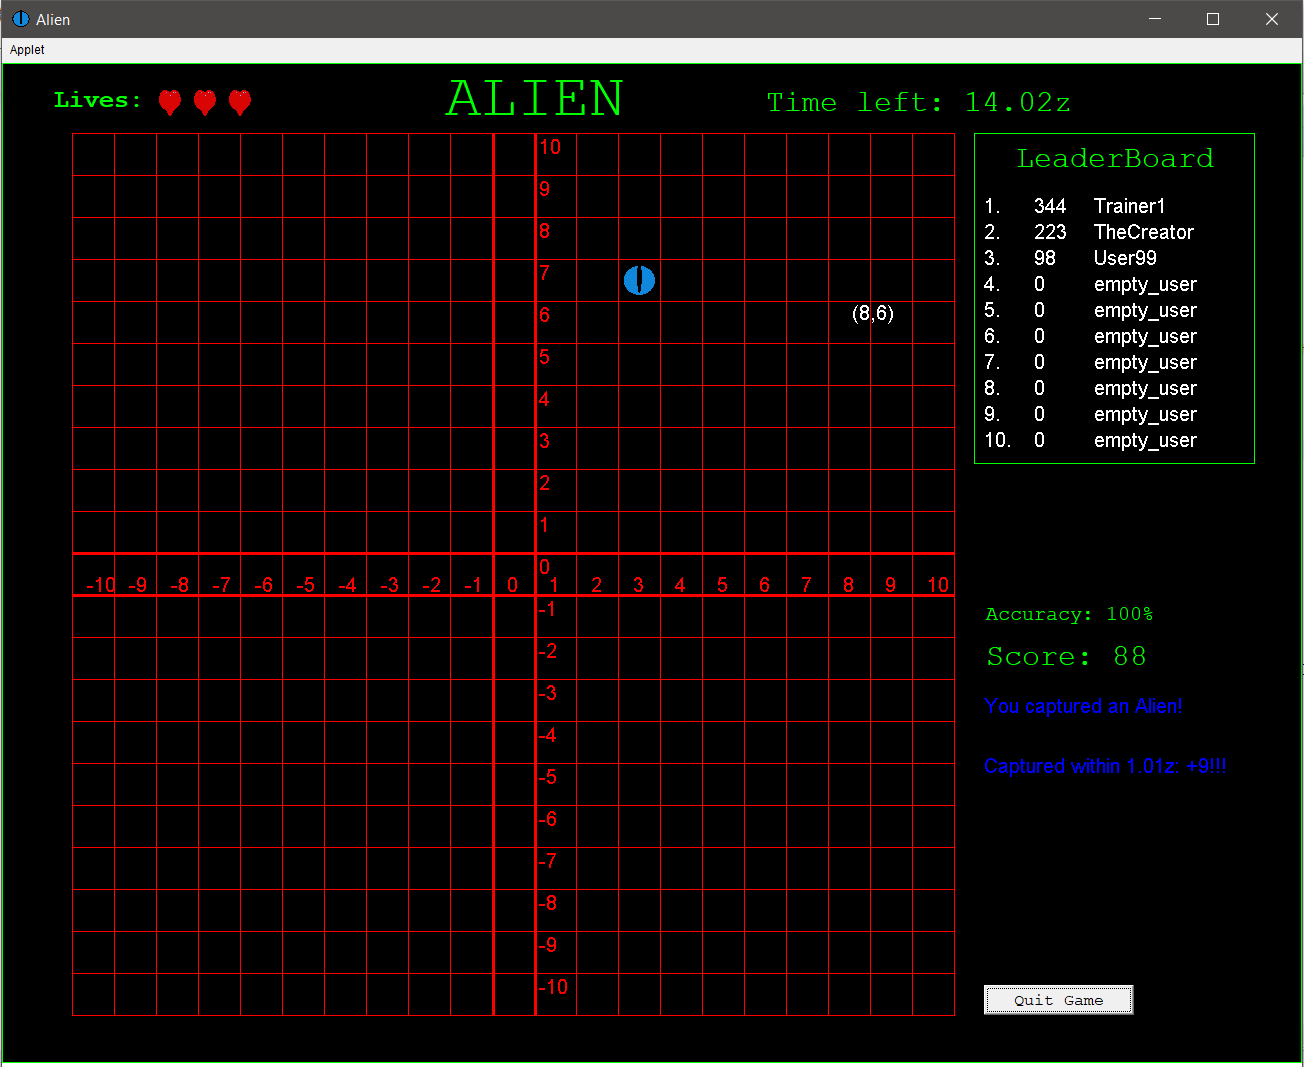 Alien
Applet
Lives:
ALIEN
Time left: 14.02z
10
9
8
7
6
5
4
3
2
1
0
-10 -9 -8 -7 -6 -5 -4 -3 -2 -1 0 1 2 3 4 5 6 7 8 9 10
-1
-2
-3
-4
-5
-6
-7
-8
-9
-10
(8,6)
LeaderBoard
1. 344 Trainer1
2. 223 TheCreator
3. 98 User99
4. 0 empty_user
5. 0 empty_user
6. 0 empty_user
7. 0 empty_user
8. 0 empty_user
9. 0 empty_user
10. 0 empty_user
Accuracy: 100%
Score: 88
You captured an Alien!
Captured within 1.01z: +9!!!
Quit Game